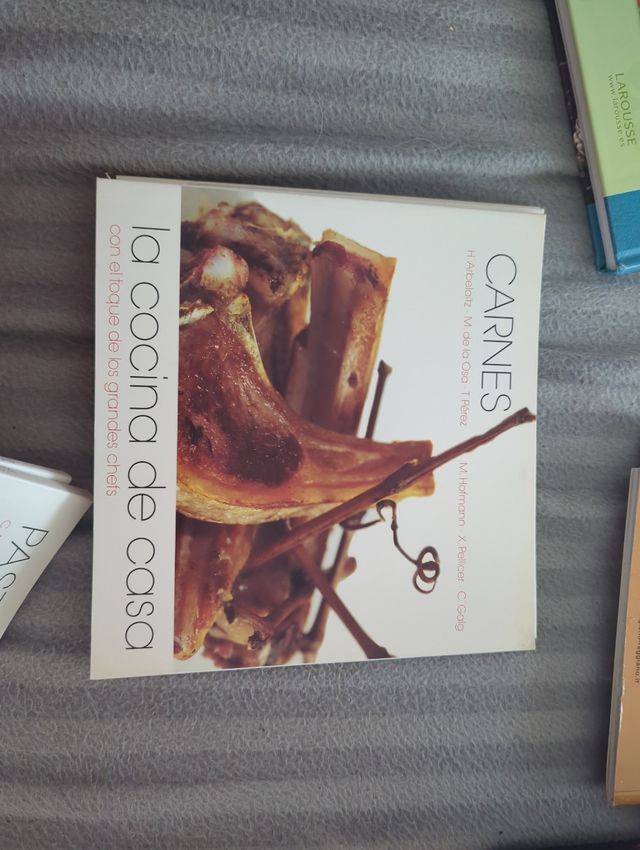 CARNES
H. Arbelaitz · M. de la Osa · T. Pérez M. Hofmann · X. Pellicer · C. Gaig
la cocina de casa
con el toque de los grandes chefs
LAROUSSE
www.larousse.es
PAST